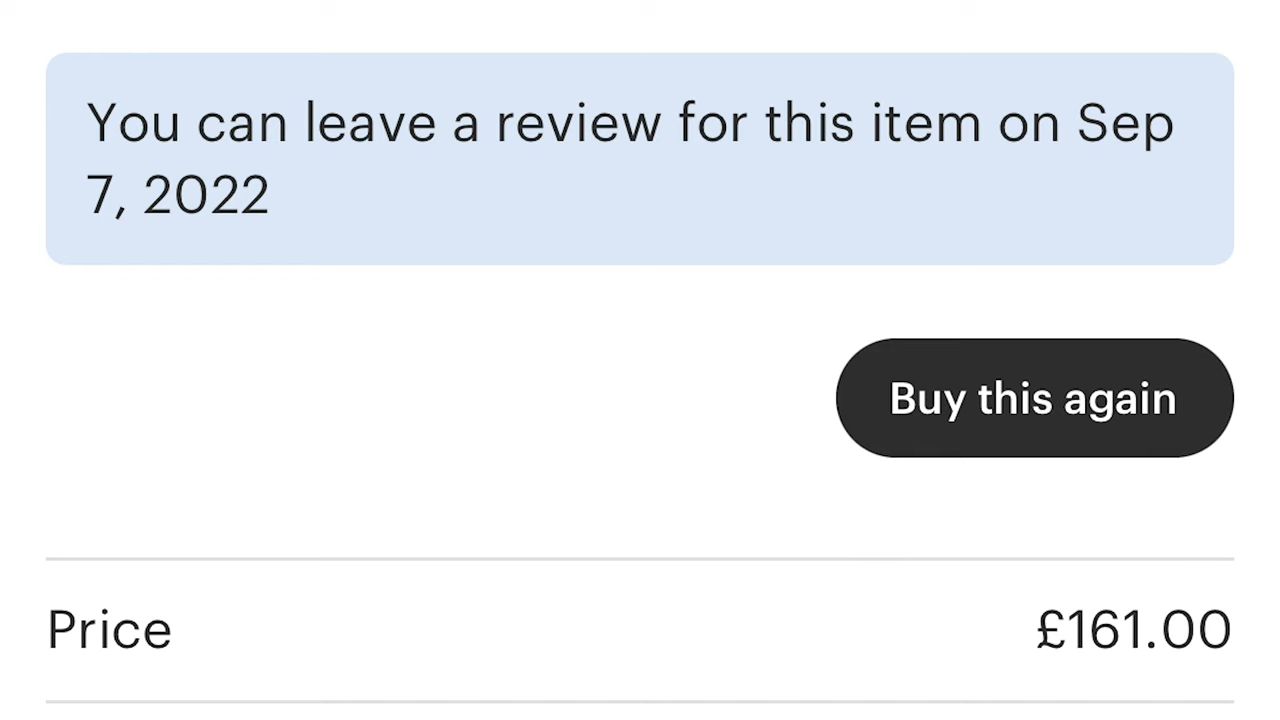 You can leave a review for this item on Sep
7, 2022
Buy this again
Price £161.00